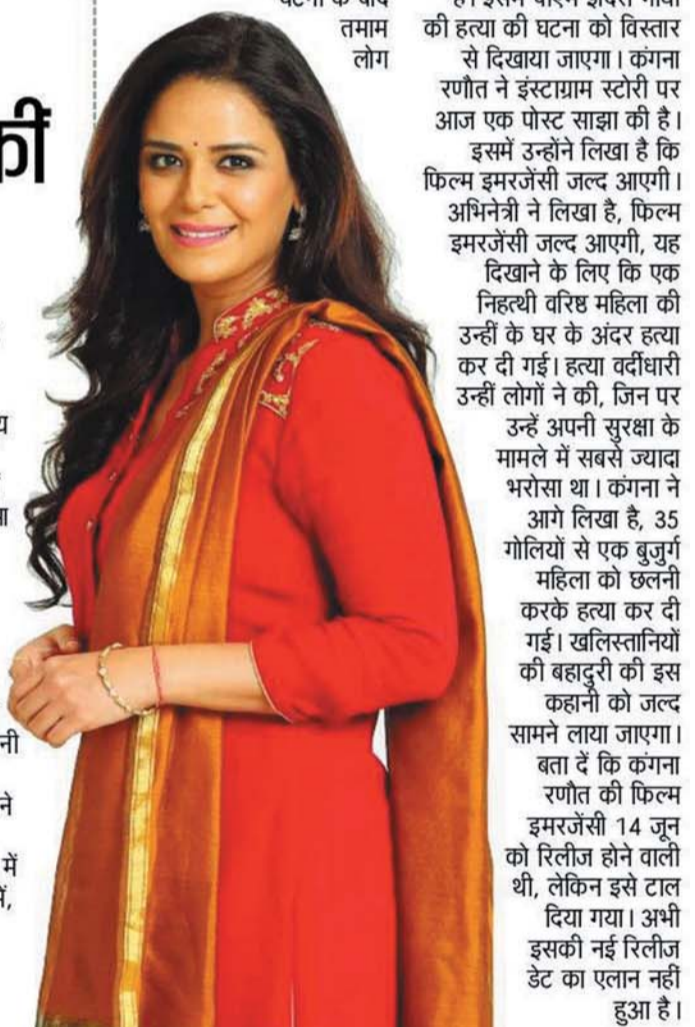 कीं
तमाम
लोग
की हत्या की घटना को विस्तार
से दिखाया जाएगा। कंगना
रणौत ने इंस्टाग्राम स्टोरी पर
आज एक पोस्ट साझा की है।
इसमें उन्होंने लिखा है कि
फिल्म इमरजेंसी जल्द आएगी।
अभिनेत्री ने लिखा है, फिल्म
इमरजेंसी जल्द आएगी, यह
दिखाने के लिए कि एक
निहत्थी वरिष्ठ महिला की
उन्हीं के घर के अंदर हत्या
कर दी गई। हत्या वर्दीधारी
उन्हीं लोगों ने की, जिन पर
उन्हें अपनी सुरक्षा के
मामले में सबसे ज्यादा
भरोसा था। कंगना ने
आगे लिखा है, 35
गोलियों से एक बुजुर्ग
महिला को छलनी
करके हत्या कर दी
गई। खलिस्तानियों
की बहादुरी की इस
कहानी को जल्द
सामने लाया जाएगा।
बता दें कि कंगना
रणौत की फिल्म
इमरजेंसी 14 जून
को रिलीज होने वाली
थी, लेकिन इसे टाल
दिया गया। अभी
इसकी नई रिलीज
डेट का एलान नहीं
हुआ है।
नी
ने
में